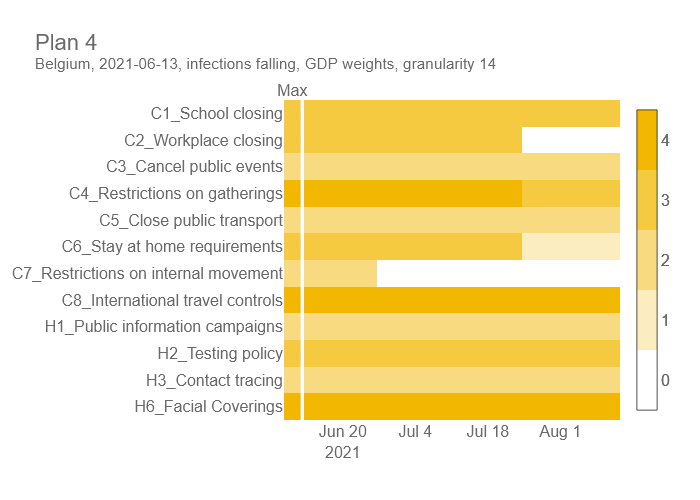 Plan 4
Belgium, 2021-06-13, infections falling, GDP weights, granularity 14
Max
C1_School closing
C2_Workplace closing
C3_Cancel public events
C4_Restrictions on gatherings
C5_Close public transport
C6_Stay at home requirements
C7_Restrictions on internal movement
C8_International travel controls
H1_Public information campaigns
H2_Testing policy
H3_Contact tracing
H6_Facial Coverings
4
3
2
1
0
Jun 20 Jul 4 Jul 18 Aug 1
2021